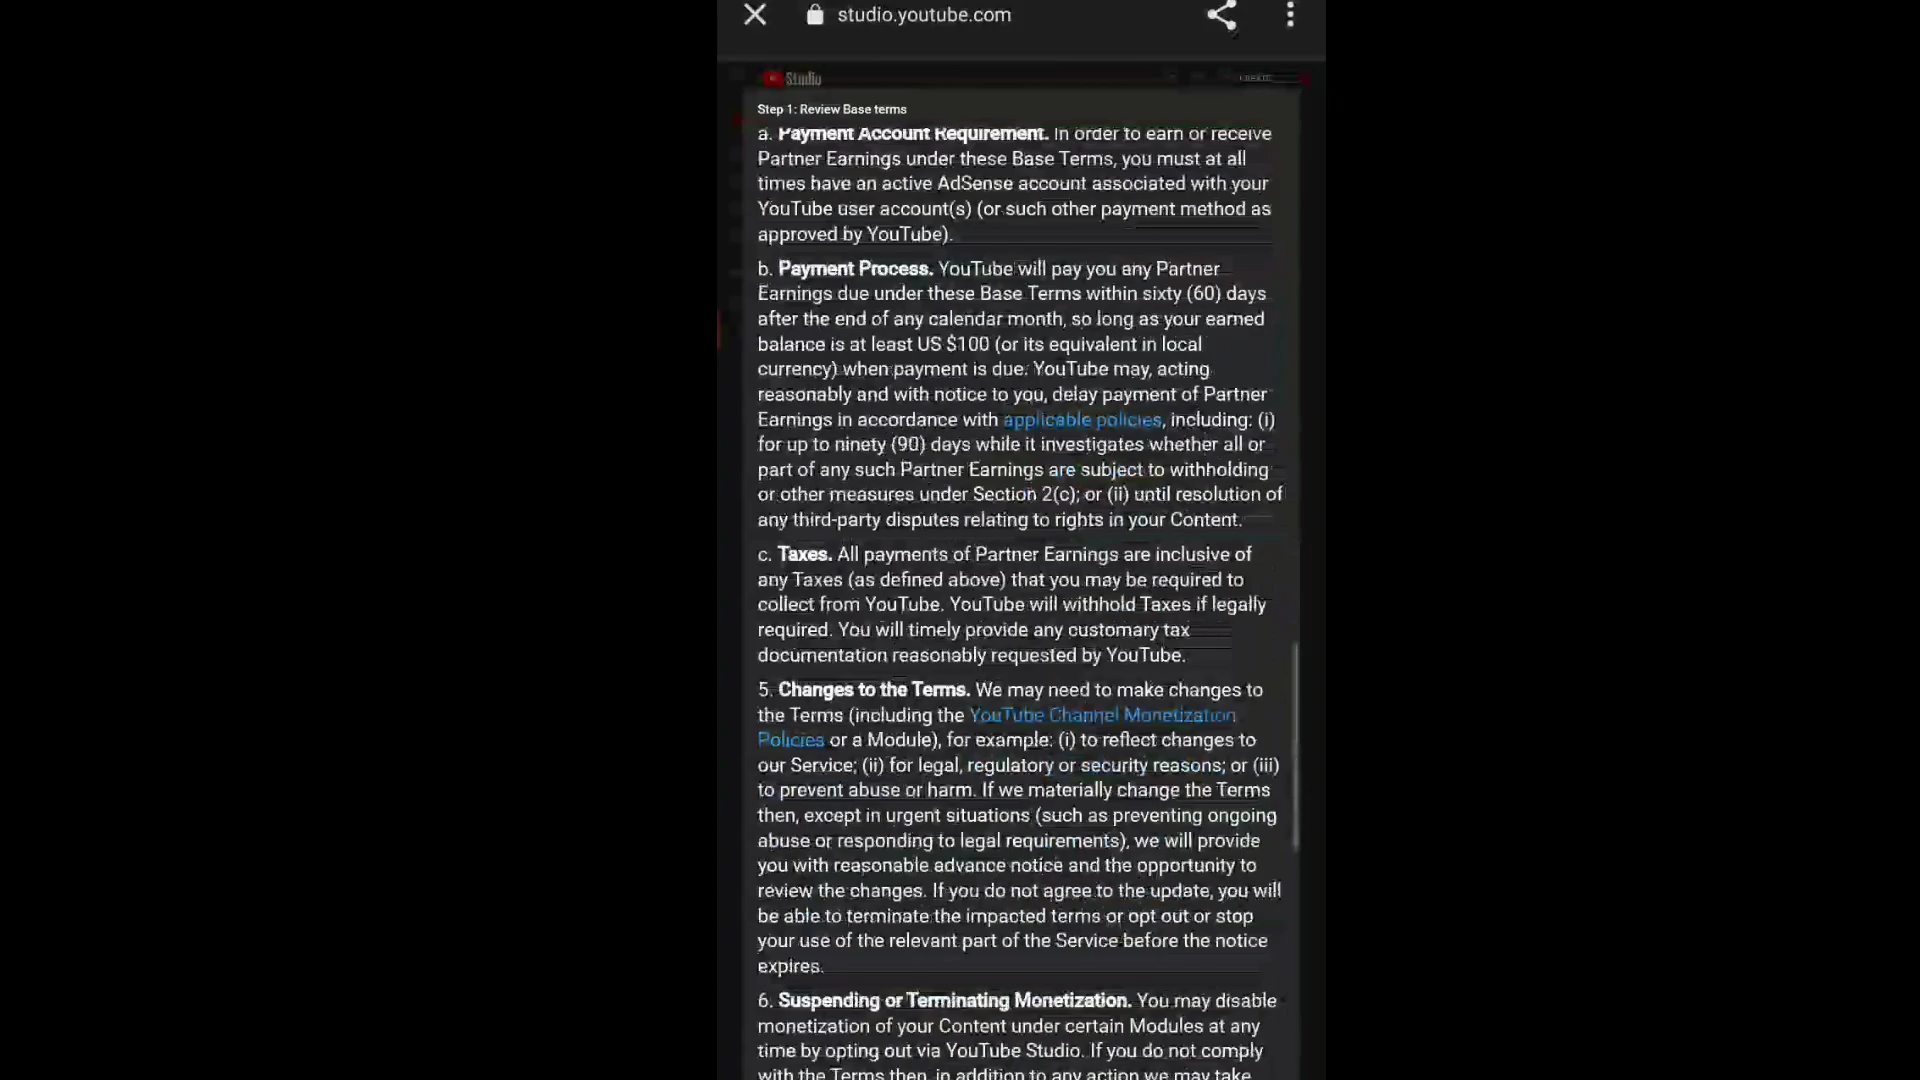 studio.youtube.com
Studio
Step 1: Review Base terms
a. Payment Account Requirement. In order to earn or receive
Partner Earnings under these Base Terms, you must at all
times have an active AdSense account associated with your
YouTube user account(s) (or such other payment method as
approved by YouTube).
b. Payment Process. YouTube will pay you any Partner
Earnings due under these Base Terms within sixty (60) days
after the end of any calendar month, so long as your earned
balance is at least US $100 (or its equivalent in local
currency) when payment is due. YouTube may, acting
reasonably and with notice to you, delay payment of Partner
Earnings in accordance with applicable policies, including: (i)
for up to ninety (90) days while it investigates whether all or
part of any such Partner Earnings are subject to withholding
or other measures under Section 2(c); or (ii) until resolution of
any third-party disputes relating to rights in your Content.
c. Taxes. All payments of Partner Earnings are inclusive of
any Taxes (as defined above) that you may be required to
collect from YouTube. YouTube will withhold Taxes if legally
required. You will timely provide any customary tax
documentation reasonably requested by YouTube.
5. Changes to the Terms. We may need to make changes to
the Terms (including the YouTube Channel Monetization
Policies or a Module), for example: (i) to reflect changes to
our Service; (ii) for legal, regulatory or security reasons; or (iii)
to prevent abuse or harm. If we materially change the Terms
then, except in urgent situations (such as preventing ongoing
abuse or responding to legal requirements), we will provide
you with reasonable advance notice and the opportunity to
review the changes. If you do not agree to the update, you will
be able to terminate the impacted terms or opt out or stop
your use of the relevant part of the Service before the notice
expires.
6. Suspending or Terminating Monetization. You may disable
monetization of your Content under certain Modules at any
time by opting out via YouTube Studio. If you do not comply
with the Terms then, in addition to any action we may take